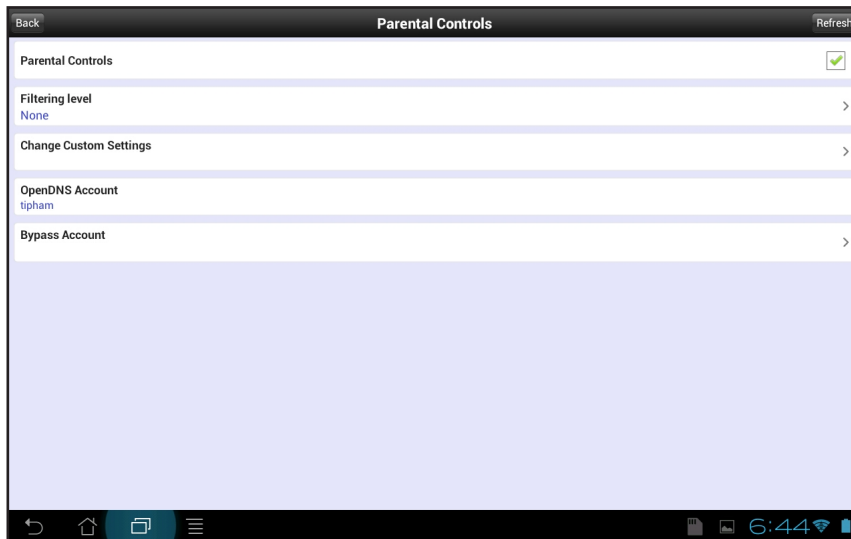 Back
Parental Controls
Refresh
Parental Controls
Filtering level
None
Change Custom Settings
OpenDNS Account
tipham
Bypass Account
6:44